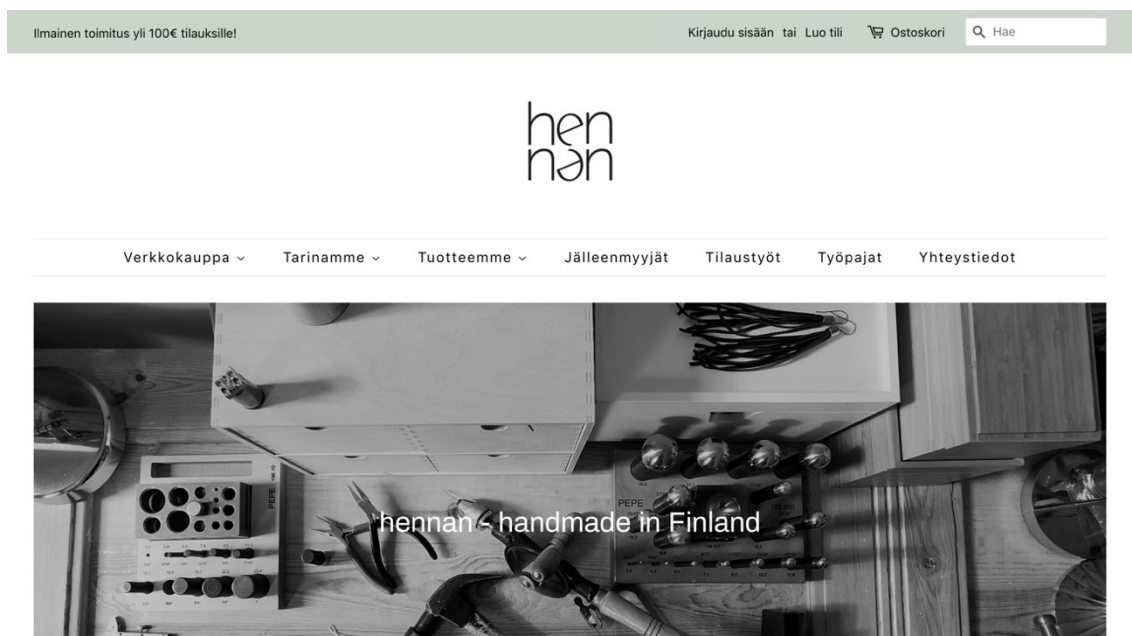 Ilmainen toimitus yli 100€ tilauksille!
Kirjaudu sisään tai Luo tili Ostoskori Hae
hen
nan
Verkkokauppa Tarinamme Tuotteemme Jälleenmyyjät Tilaustyöt Työpajat Yhteystiedot
PEPE
PEPE
hennan - handmade in Finland